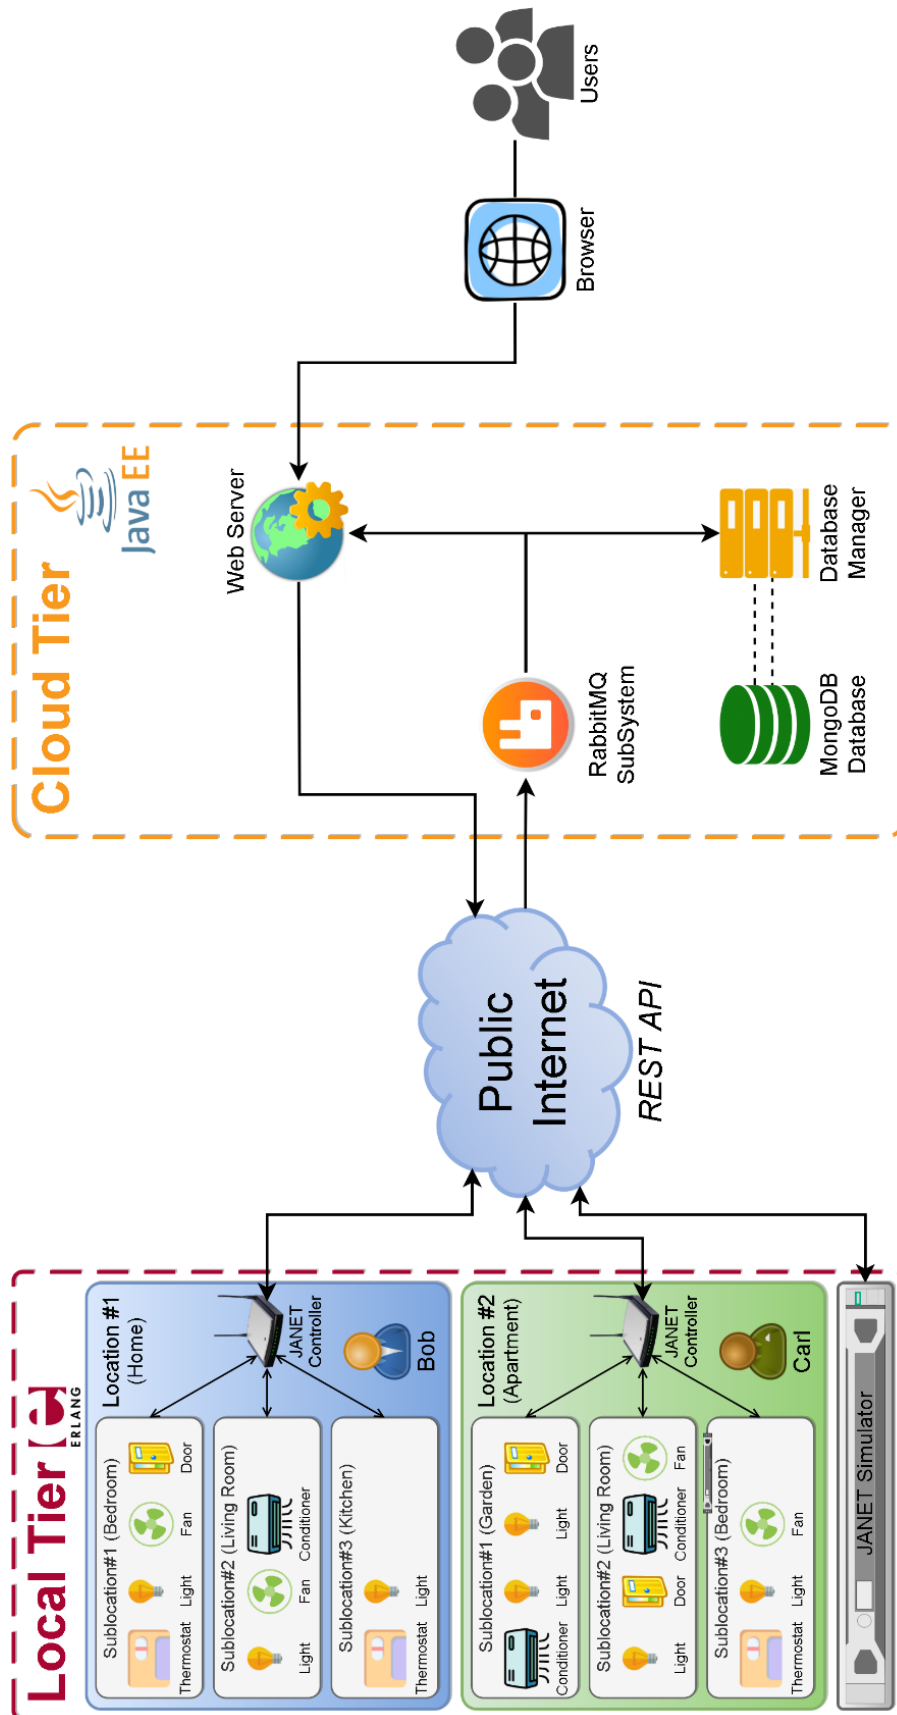 Local Tier
ERLANG
Location #1
(Home)
Sublocation#1 (Bedroom)
Thermostat
Light
Fan
Door
Sublocation#2 (Living Room)
Light
Fan
Conditioner
Sublocation#3 (Kitchen)
Thermostat
Light
JANET
Controller
Bob
Location #2
(Apartment)
Sublocation#1 (Garden)
Conditioner
Light
Light
Door
Sublocation#2 (Living Room)
Light
Door
Conditioner
Fan
Sublocation#3 (Bedroom)
Thermostat
Light
Fan
JANET
Controller
Carl
JANET Simulator
Public
Internet
REST API
Cloud Tier
Java EE
Web Server
RabbitMQ
SubSystem
MongoDB
Database
Database
Manager
Browser
Users